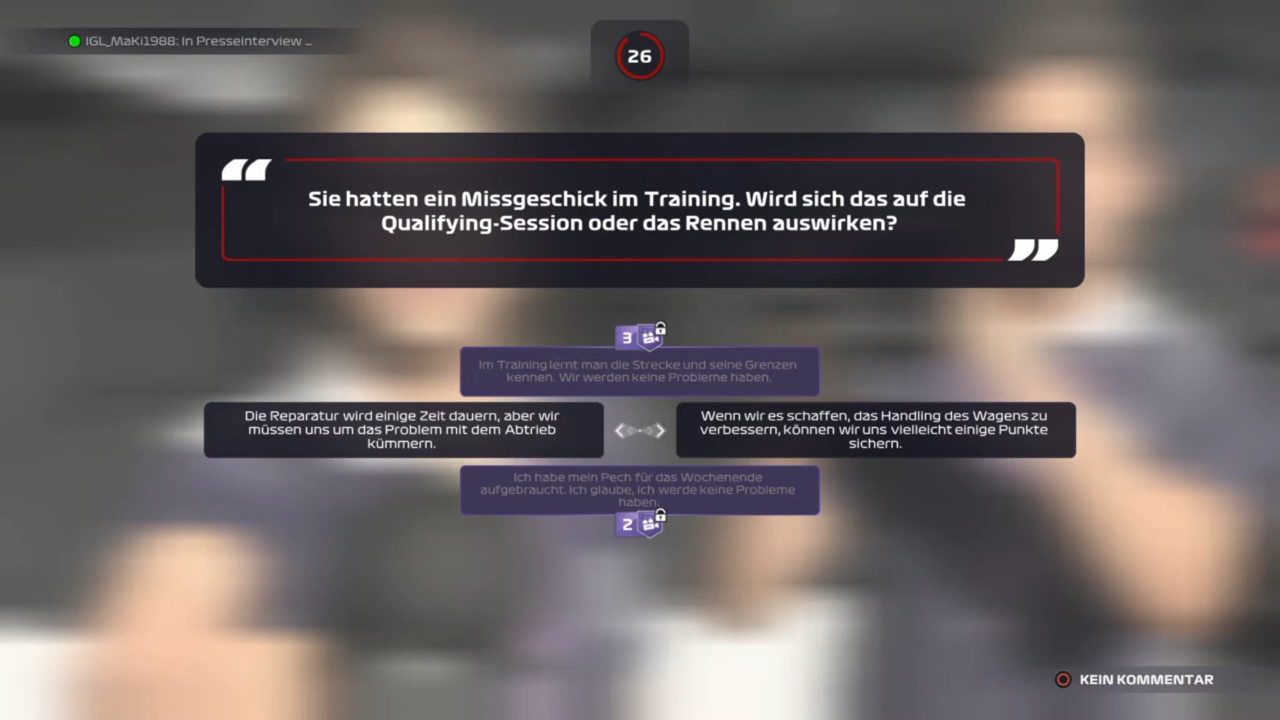 IGL_MaKi1988: In Presseinterview ...
26
Sie hatten ein Missgeschick im Training. Wird sich das auf die
Qualifying-Session oder das Rennen auswirken?
3
Im Training lernt man die Strecke und seine Grenzen
kennen. Wir werden keine Probleme haben.
Die Reparatur wird einige Zeit dauern, aber wir
müssen uns um das Problem mit dem Abtrieb
kümmern.
Wenn wir es schaffen, das Handling des Wagens zu
verbessern, können wir uns vielleicht einige Punkte
sichern.
Ich habe mein Pech für das Wochenende
aufgebraucht. Ich glaube, ich werde keine Probleme
haben.
2
KEIN KOMMENTAR